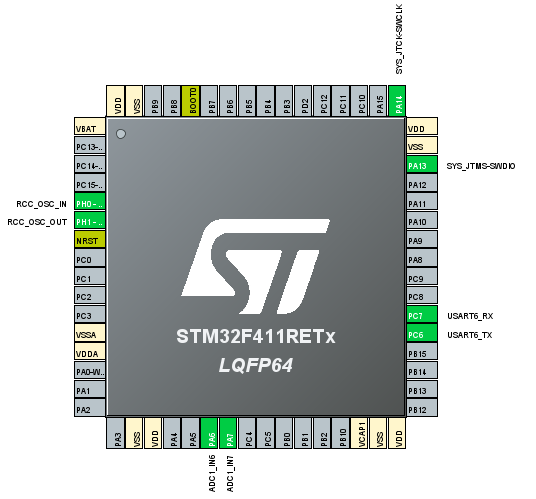 SYS_JTCK-SWCLK
VDD
VSS
PB9
PB8
BOOT0
PB7
PB6
PB5
PB4
PB3
PD2
PC12
PC11
PC10
PA15
PA14
VBAT
PC13-..
PC14-..
PC15-..
RCC_OSC_IN PH0-..
RCC_OSC_OUT PH1-..
NRST
PC0
PC1
PC2
PC3
VSSA
VDDA
PA0-W..
PA1
PA2
STM32F411RETx
LQFP64
VDD
VSS
PA13 SYS_JTMS-SWDIO
PA12
PA11
PA10
PA9
PA8
PC9
PC8
PC7 USART6_RX
PC6 USART6_TX
PB15
PB14
PB13
PB12
PA3
VSS
VDD
PA4
PA5
PA6
PA7
PC4
PC5
PB0
PB1
PB2
PB10
VCAP1
VSS
VDD
ADC1_IN6
ADC1_IN7